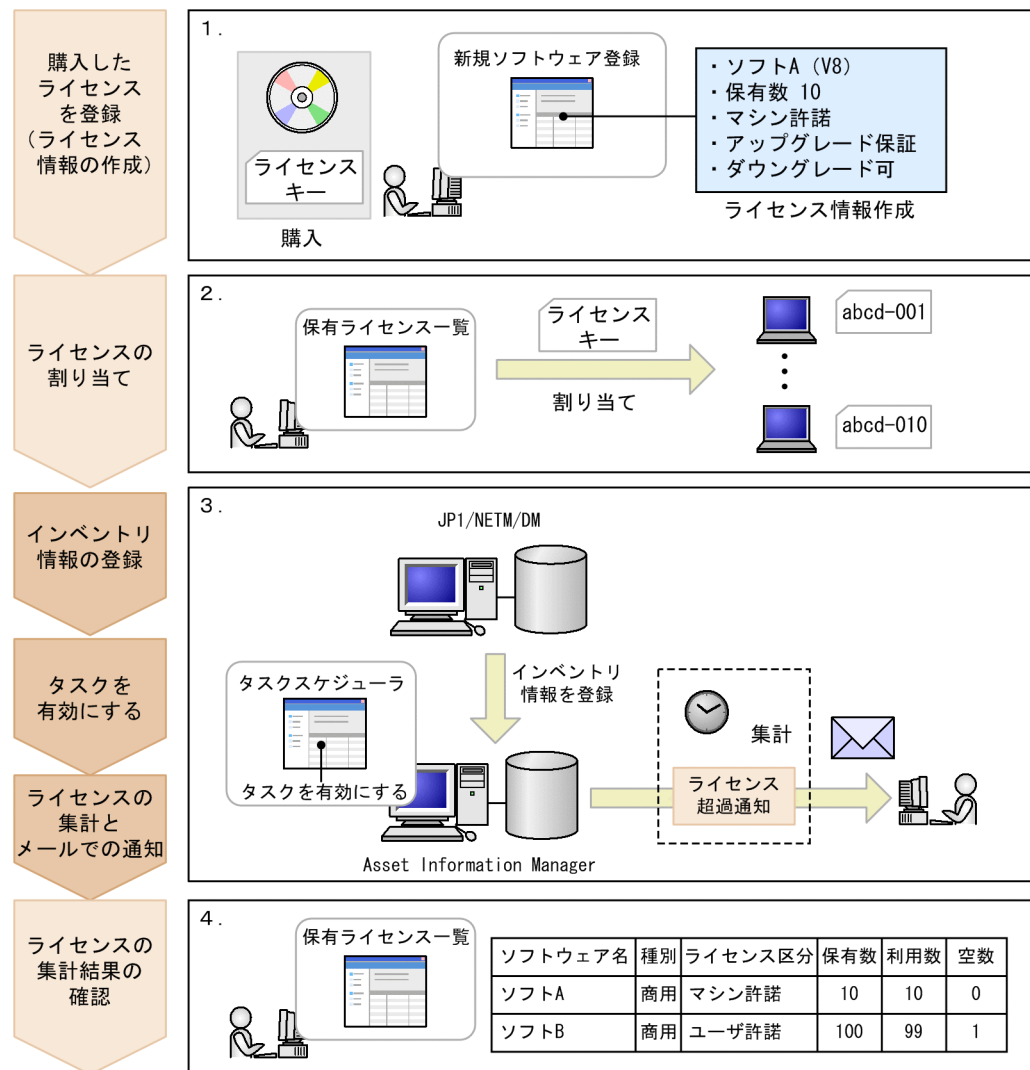 購入した
ライセンス
を登録
(ライセンス
情報の作成)
1.
新規ソフトウェア登録
ライセンス
キー
購入
・ソフトA (V8)
・保有数 10
・マシン許諾
・アップグレード保証
・ダウングレード可
ライセンス情報作成
ライセンスの
割り当て
2.
保有ライセンス一覧
ライセンス
キー
割り当て
abcd-001
abcd-010
インベントリ
情報の登録
タスクを
有効にする
ライセンスの
集計と
メールでの通知
3.
JP1/NETM/DM
インベントリ
情報を登録
タスクスケジューラ
タスクを有効にする
集計
ライセンス
超過通知
Asset Information Manager
ライセンスの
集計結果の
確認
4.
保有ライセンス一覧
ソフトウェア名 種別 ライセンス区分 保有数 利用数 空数
ソフトA 商用 マシン許諾 10 10 0
ソフトB 商用 ユーザ許諾 100 99 1